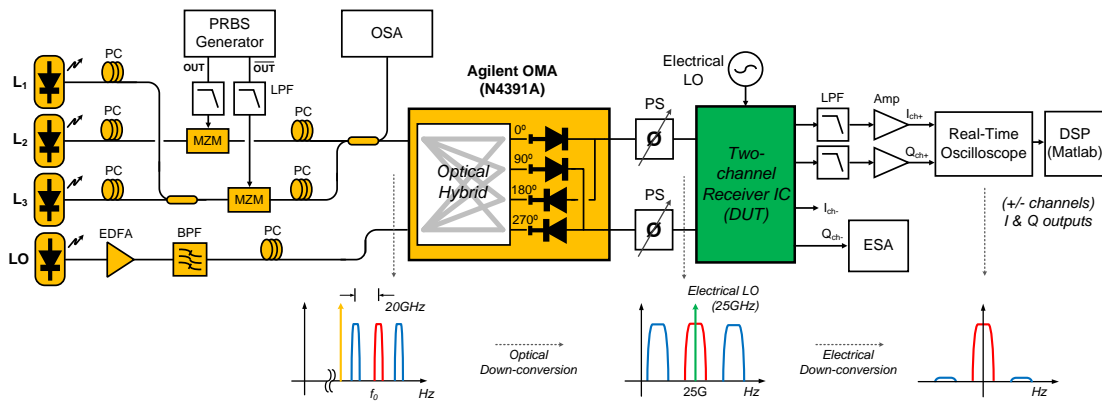 PRBS
Generator
OSA
Electrical
LO
PC
OUT
OUT
LPF
L1
PC
PC
Agilent OMA
(N4391A)
PS
LPF
Amp
Ich+
L2
MZM
0º
90º
180º
270º
Optical
Hybrid
ø
Two-
channel
Receiver IC
(DUT)
Qch+
Real-Time
Oscilloscope
DSP
(Matlab)
PC
PC
L3
MZM
PS
ø
Ich-
Qch-
ESA
(+/- channels)
I & Q outputs
LO
EDFA
BPF
PC
20GHz
Electrical LO
(25GHz)
Optical
Down-conversion
Electrical
Down-conversion
f0
Hz
25G
Hz
Hz